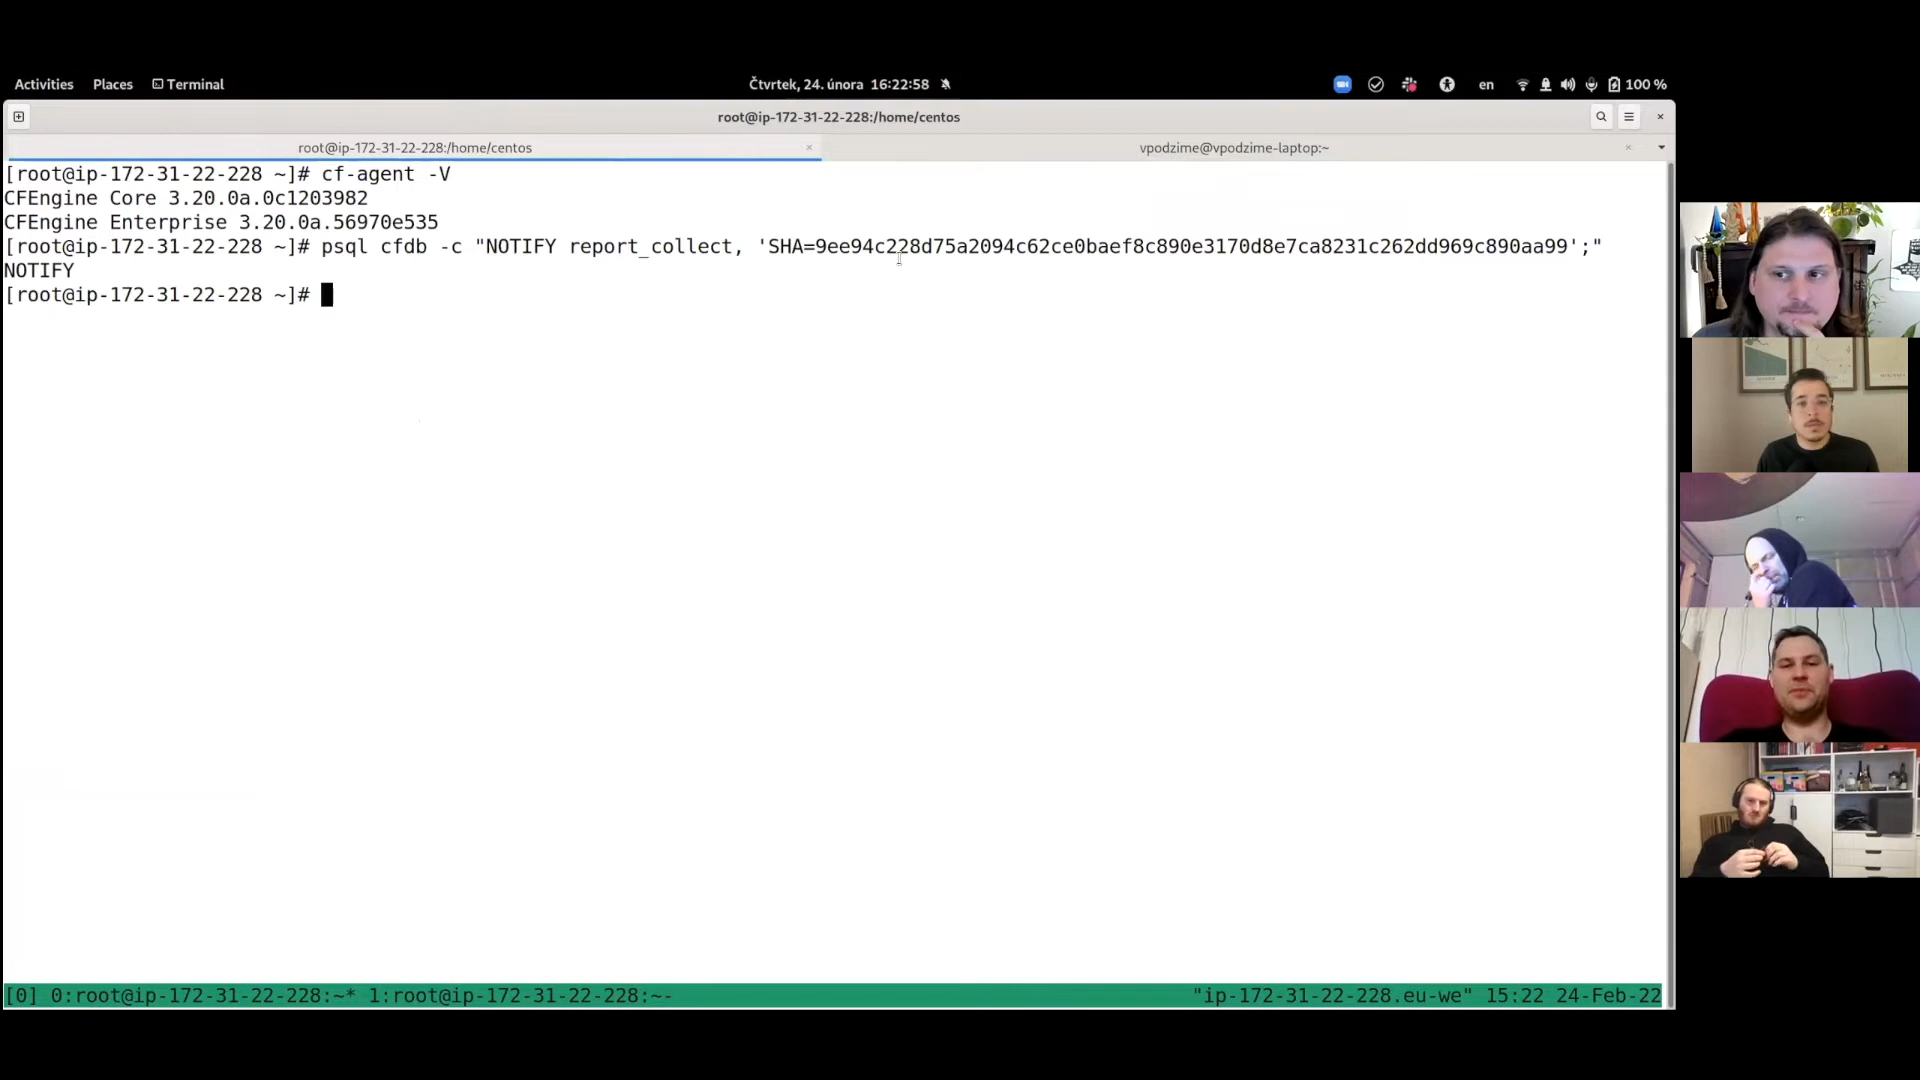 Activities Places Terminal Čtvrtek, 24. února 16:22:58 en 100 %
root@ip-172-31-22-228:/home/centos
root@ip-172-31-22-228:/home/centos vpodzime@vpodzime-laptop:~
[root@ip-172-31-22-228 ~]# cf-agent -V
CFEngine Core 3.20.0a.0c1203982
CFEngine Enterprise 3.20.0a.56970e535
[root@ip-172-31-22-228 ~]# psql cfdb -c "NOTIFY report_collect, 'SHA=9ee94c228d75a2094c62ce0baef8c890e3170d8e7ca8231c262dd969c890aa99';"
NOTIFY
[root@ip-172-31-22-228 ~]#
[0] 0:root@ip-172-31-22-228:~* 1:root@ip-172-31-22-228:~- "ip-172-31-22-228.eu-we" 15:22 24-Feb-22